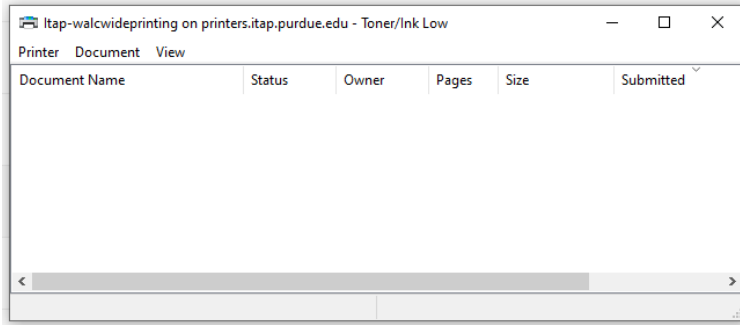 Itap-walcwideprinting on printers.itap.purdue.edu - Toner/Ink Low
Printer Document View
Document Name Status Owner Pages Size Submitted